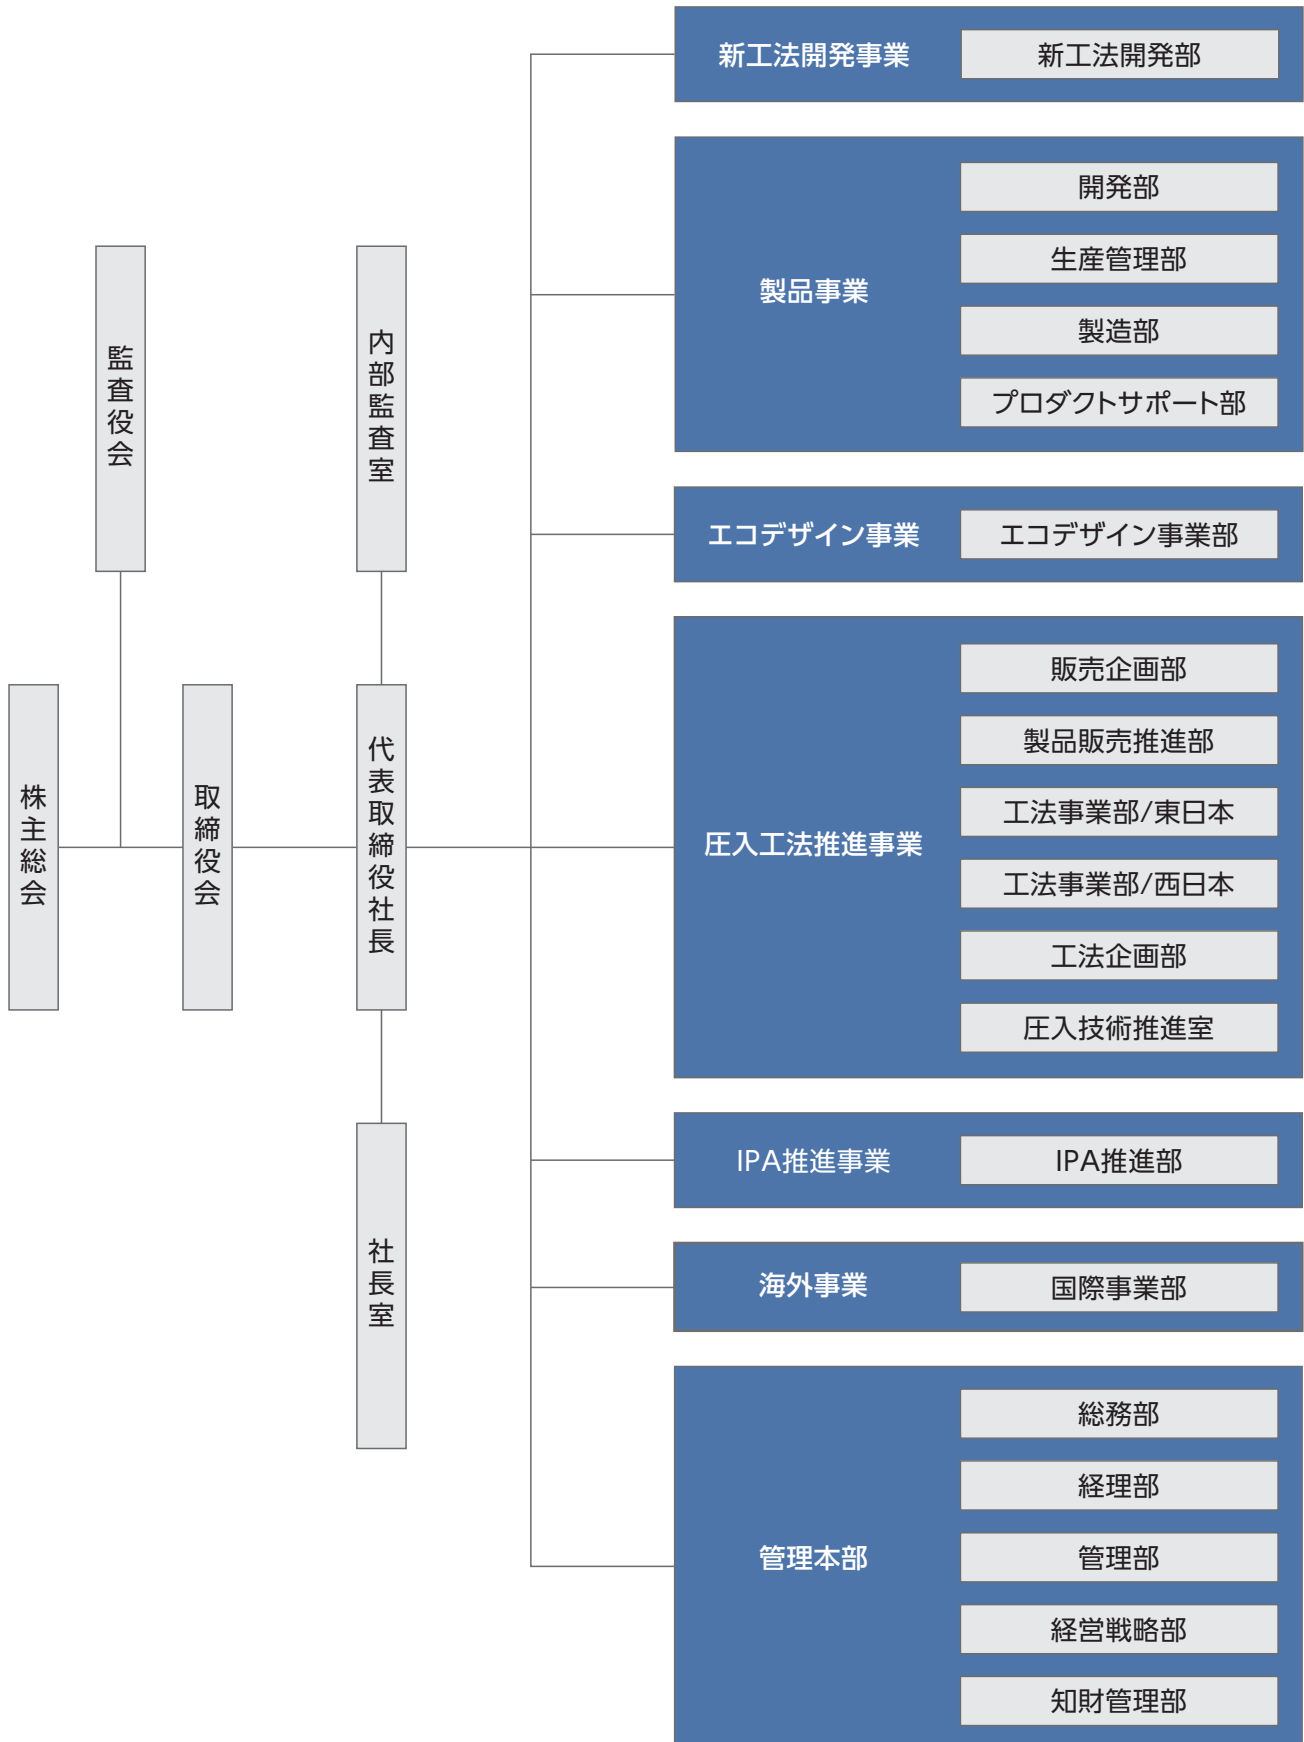 株主総会
監査役会
取締役会
内部監査室
代表取締役社長
社長室
新工法開発事業
新工法開発部
製品事業
開発部
生産管理部
製造部
プロダクトサポート部
エコデザイン事業
エコデザイン事業部
圧入工法推進事業
販売企画部
製品販売推進部
工法事業部/東日本
工法事業部/西日本
工法企画部
圧入技術推進室
IPA推進事業
IPA推進部
海外事業
国際事業部
管理本部
総務部
経理部
管理部
経営戦略部
知財管理部